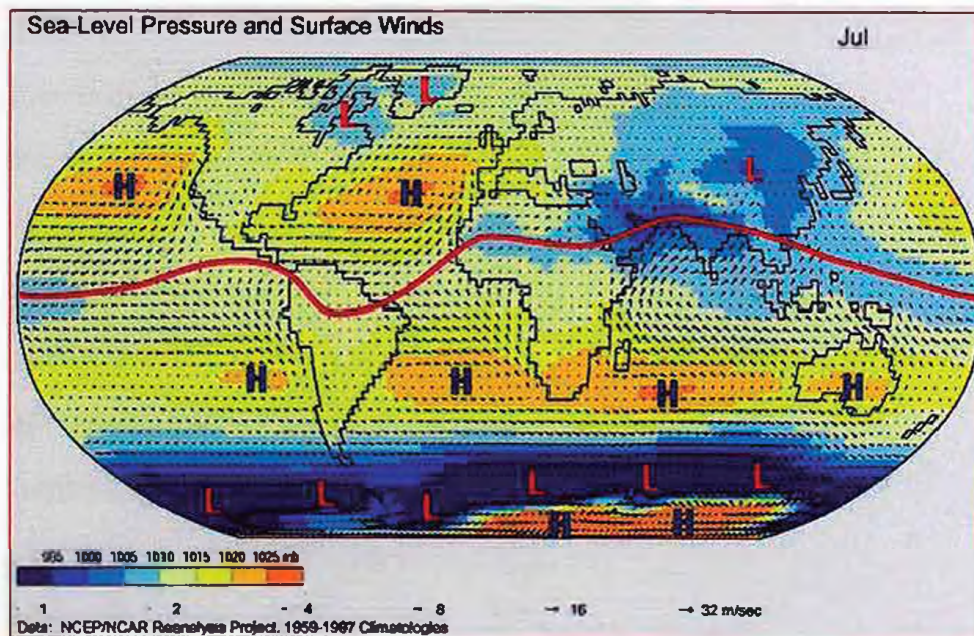 Sea-Level Pressure and Surface Winds
Jul
L
L
L
H
H
H
H
H
H
L
L
L
L
L
L
H
H
995 1000 1005 1010 1015 1020 1025 mb
- 1 - 2 → 4 → 8 → 16 → 32 m/sec
Data: NCEP/NCAR Reanalysis Project, 1959-1997 Climatologies